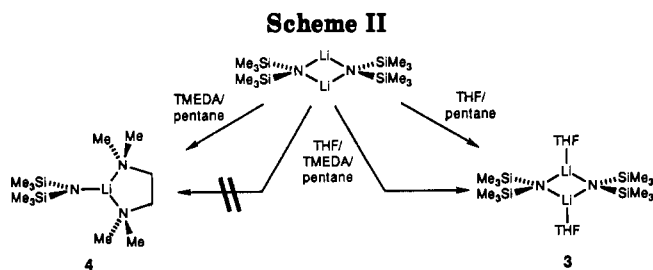 Scheme II
Li
Me3Si SiMe3
N N
Me3Si SiMe3
Li
TMEDA/
pentane
THF/
pentane
THF/
TMEDA/
pentane
Me Me
N
Me3Si
N Li
Me3Si
N
Me Me
4
THF
Li
Me3Si SiMe3
N N
Me3Si SiMe3
Li
THF
3